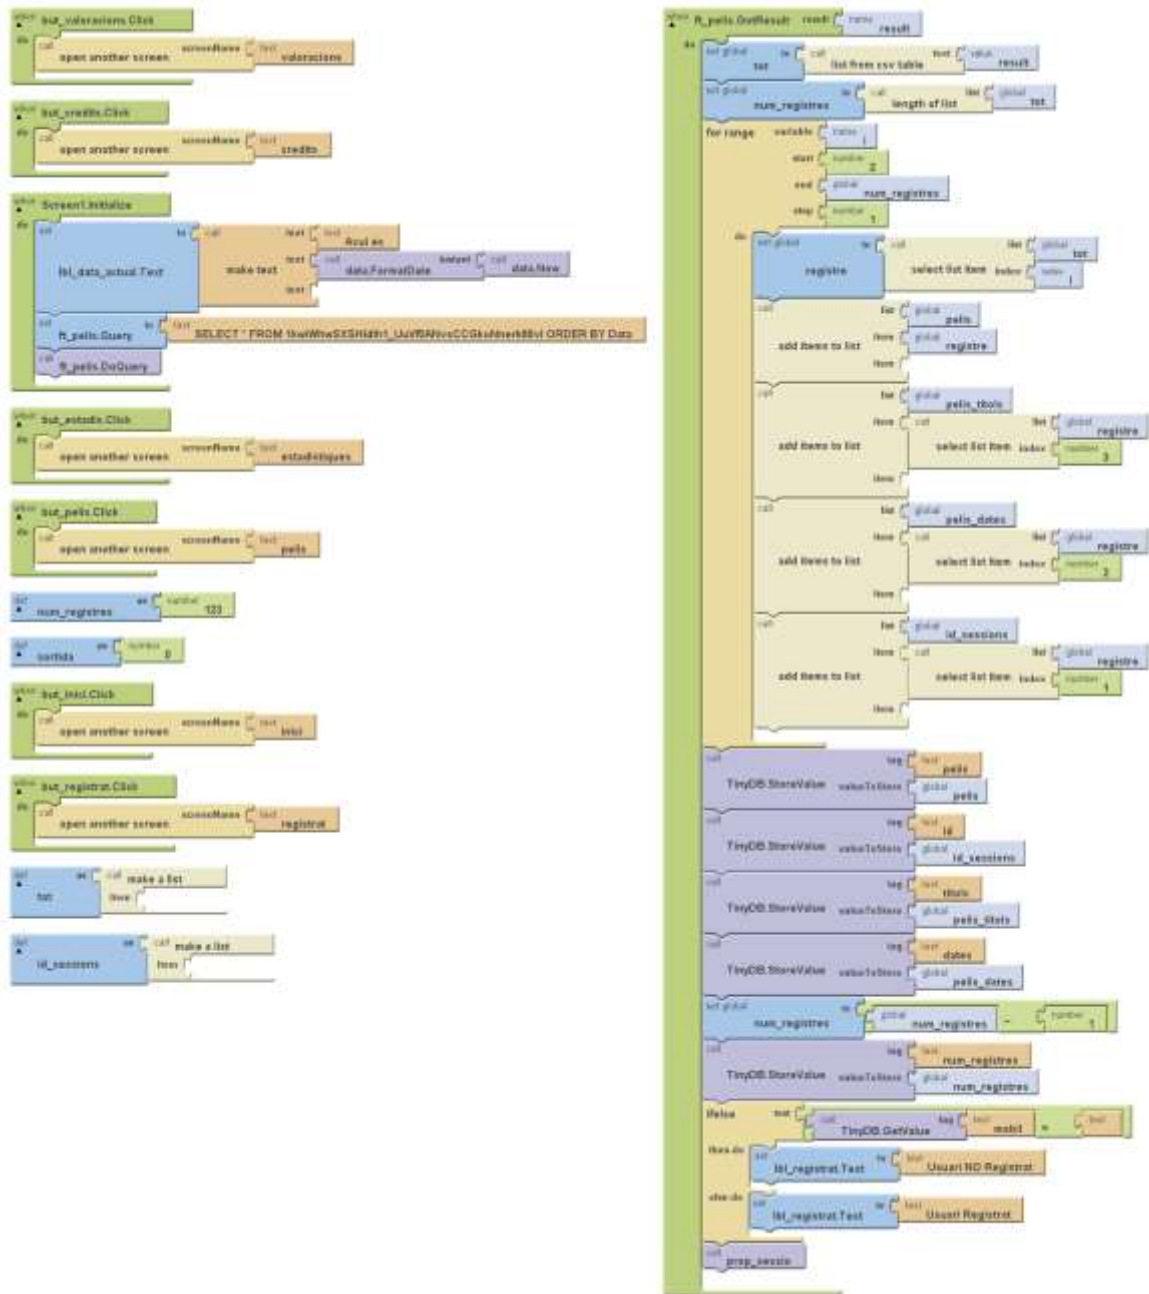 when but_valoracions.Click
do call open another screen screenName text valoracions
when but_credits.Click
do call open another screen screenName text credits
when Screen1.Initialize
do set lbl_data_actual.Text to call make text text text Avui es
text call data.FormatDate instant call data.Now
text
set ft_pelis.Query to text
call ft_pelis.DoQuery
when but_estadis.Click
do call open another screen screenName text estadistiques
when but_pelis.Click
do call open another screen screenName text pelis
def num_registres as number 123
def sortida as number 0
when but_inici.Click
do call open another screen screenName text inici
when but_registrat.Click
do call open another screen screenName text registrat
def tot as call make a list
item
def id_sessions as call make a list
item
when ft_pelis.GotResult result name result
do set global tot to call list from csv table text value result
set global num_registres to call length of list list global tot
for range variable name i
start number 2
end global num_registres
step number 1
do set global registre to call select list item list global tot
index value i
call add items to list list global pelis
item global registre
item
call add items to list list global pelis_titols
item call select list item list global registre
index number 3
item
call add items to list list global pelis_dates
item call select list item list global registre
index number 2
item
call add items to list list global id_sessions
item call select list item list global registre
index number 1
item
call TinyDB.StoreValue tag text pelis
valueToStore global pelis
call TinyDB.StoreValue tag text id
valueToStore global id_sessions
call TinyDB.StoreValue tag text titols
valueToStore global pelis_titols
call TinyDB.StoreValue tag text dates
valueToStore global pelis_dates
set global num_registres to global num_registres - number 1
call TinyDB.StoreValue tag text num_registres
valueToStore global num_registres
ifelse test call TinyDB.GetValue tag text mobil = text
then-do set lbl_registrat.Text to text Usuari NO Registrat
else-do set lbl_registrat.Text to text Usuari Registrat
call prop_sessio